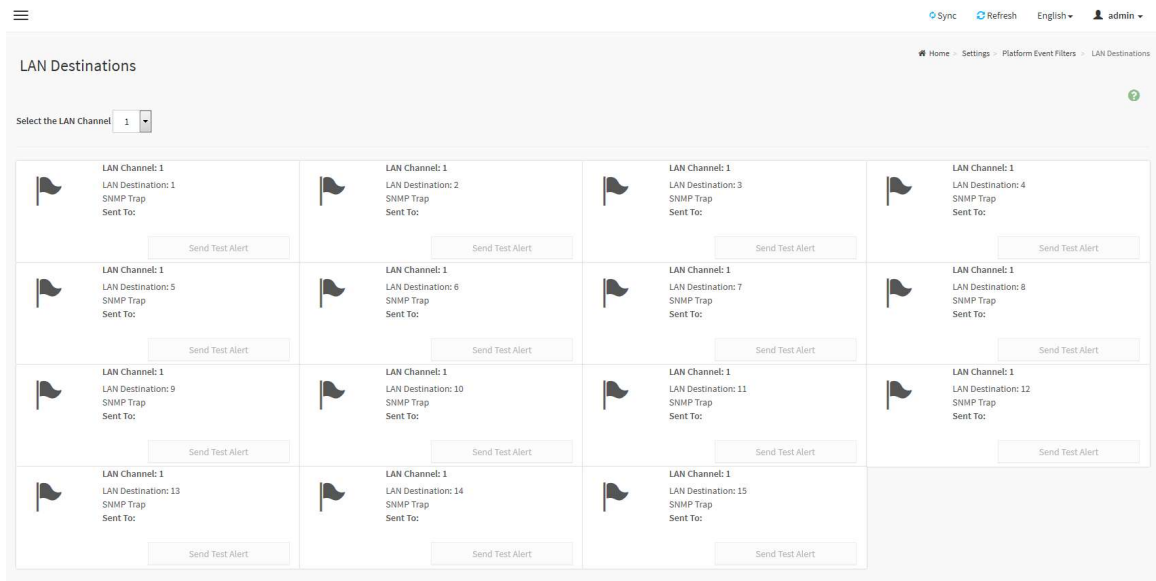 Sync Refresh English admin
LAN Destinations
Home > Settings > Platform Event Filters > LAN Destinations
Select the LAN Channel 1
LAN Channel: 1
LAN Destination: 1
SNMP Trap
Sent To:
Send Test Alert
LAN Channel: 1
LAN Destination: 2
SNMP Trap
Sent To:
Send Test Alert
LAN Channel: 1
LAN Destination: 3
SNMP Trap
Sent To:
Send Test Alert
LAN Channel: 1
LAN Destination: 4
SNMP Trap
Sent To:
Send Test Alert
LAN Channel: 1
LAN Destination: 5
SNMP Trap
Sent To:
Send Test Alert
LAN Channel: 1
LAN Destination: 6
SNMP Trap
Sent To:
Send Test Alert
LAN Channel: 1
LAN Destination: 7
SNMP Trap
Sent To:
Send Test Alert
LAN Channel: 1
LAN Destination: 8
SNMP Trap
Sent To:
Send Test Alert
LAN Channel: 1
LAN Destination: 9
SNMP Trap
Sent To:
Send Test Alert
LAN Channel: 1
LAN Destination: 10
SNMP Trap
Sent To:
Send Test Alert
LAN Channel: 1
LAN Destination: 11
SNMP Trap
Sent To:
Send Test Alert
LAN Channel: 1
LAN Destination: 12
SNMP Trap
Sent To:
Send Test Alert
LAN Channel: 1
LAN Destination: 13
SNMP Trap
Sent To:
Send Test Alert
LAN Channel: 1
LAN Destination: 14
SNMP Trap
Sent To:
Send Test Alert
LAN Channel: 1
LAN Destination: 15
SNMP Trap
Sent To:
Send Test Alert